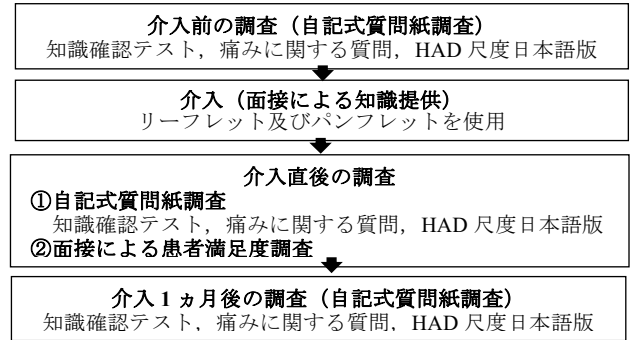 介入前の調査（自記式質問紙調査）
知識確認テスト，痛みに関する質問，HAD 尺度日本語版
介入（面接による知識提供）
リーフレット及びパンフレットを使用
介入直後の調査
①自記式質問紙調査
知識確認テスト，痛みに関する質問，HAD 尺度日本語版
②面接による患者満足度調査
介入 1 ヵ月後の調査（自記式質問紙調査）
知識確認テスト，痛みに関する質問，HAD 尺度日本語版